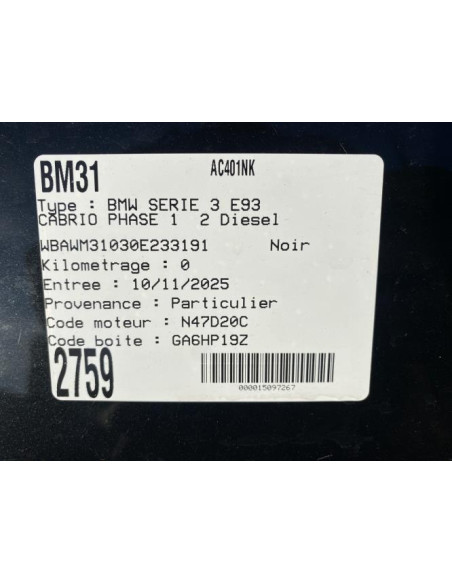 BM31 AC401NK
Type : BMW SERIE 3 E93
CABRIO PHASE 1 2 Diesel
WBAWM31030E233191 Noir
Kilometrage : 0
Entree : 10/11/2025
Provenance : Particulier
Code moteur : N47D20C
Code boite : GA6HP19Z
2759
000015097267